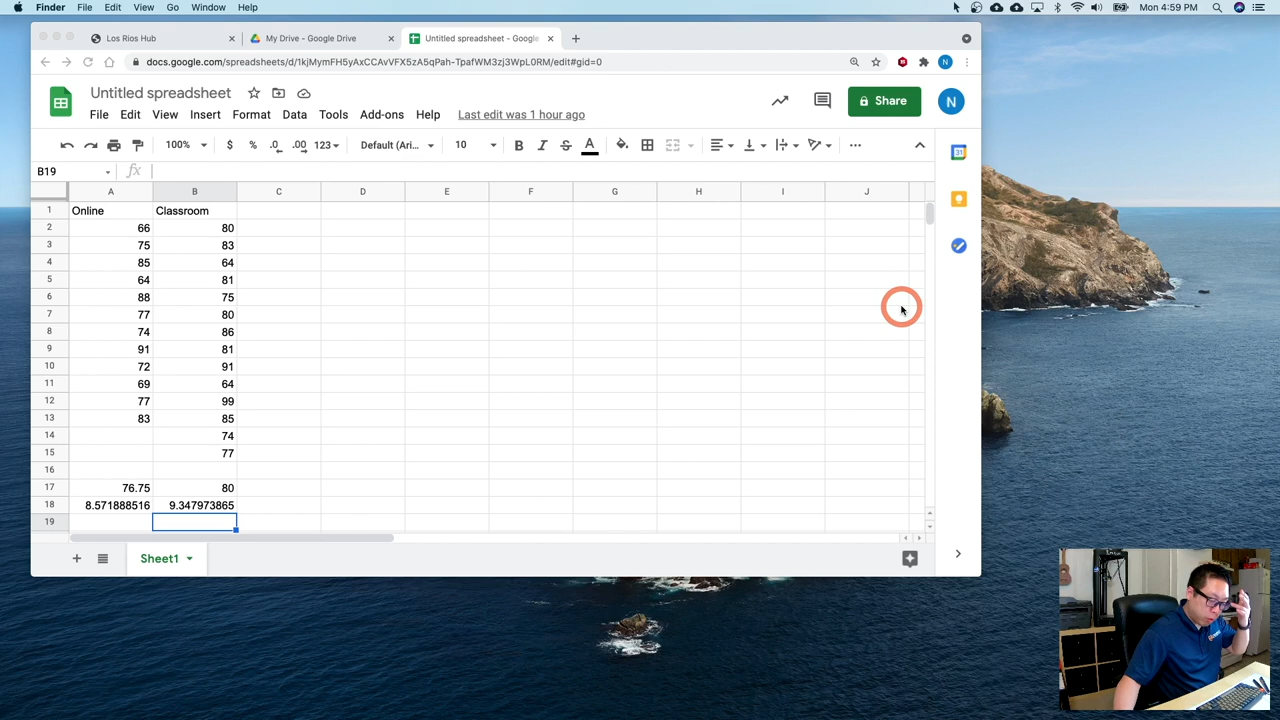 Finder File Edit View Go Window Help Mon 4:59 PM
Los Rios Hub My Drive - Google Drive Untitled spreadsheet - Google
docs.google.com/spreadsheets/d/1kjMymFH5yAxCCAvVFX5zA5qPah-TpafWM3zj3WpL0RM/edit#gid=0 N
Untitled spreadsheet
Share N
File Edit View Insert Format Data Tools Add-ons Help Last edit was 1 hour ago
100% $ % .0 .00 123 Default (Ari... 10 B I S A
B19 fx
31
A B C D E F G H I J
1 Online Classroom
2 66 80
3 75 83
4 85 64
5 64 81
6 88 75
7 77 80
8 74 86
9 91 81
10 72 91
11 69 64
12 77 99
13 83 85
14 74
15 77
16
17 76.75 80
18 8.571888516 9.347973865
19
Sheet1